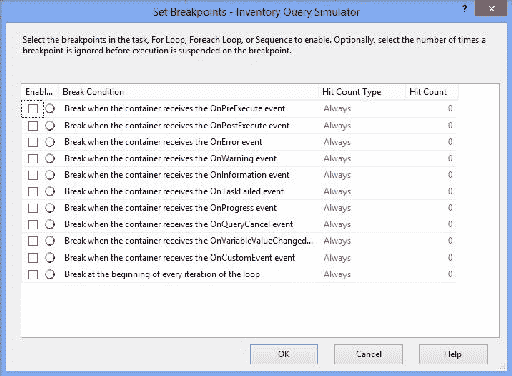 Set Breakpoints - Inventory Query Simulator
? x
Select the breakpoints in the task, For Loop, Foreach Loop, or Sequence to enable. Optionally, select the number of times a
breakpoint is ignored before execution is suspended on the breakpoint.
Enabl... Break Condition Hit Count Type Hit Count
Break when the container receives the OnPreExecute event Always 0
Break when the container receives the OnPostExecute event Always 0
Break when the container receives the OnError event Always 0
Break when the container receives the OnWarning event Always 0
Break when the container receives the OnInformation event Always 0
Break when the container receives the OnTaskFailed event Always 0
Break when the container receives the OnProgress event Always 0
Break when the container receives the OnQueryCancel event Always 0
Break when the container receives the OnVariableValueChanged... Always 0
Break when the container receives the OnCustomEvent event Always 0
Break at the beginning of every iteration of the loop Always 0
OK Cancel Help